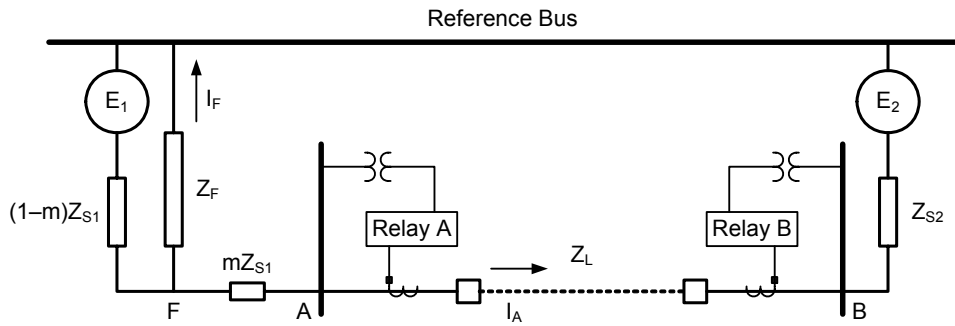 Reference Bus
E1
IF
E2
ZF
(1–m)ZS1
Relay A
Relay B
ZS2
mZS1
ZL
F
A
IA
B